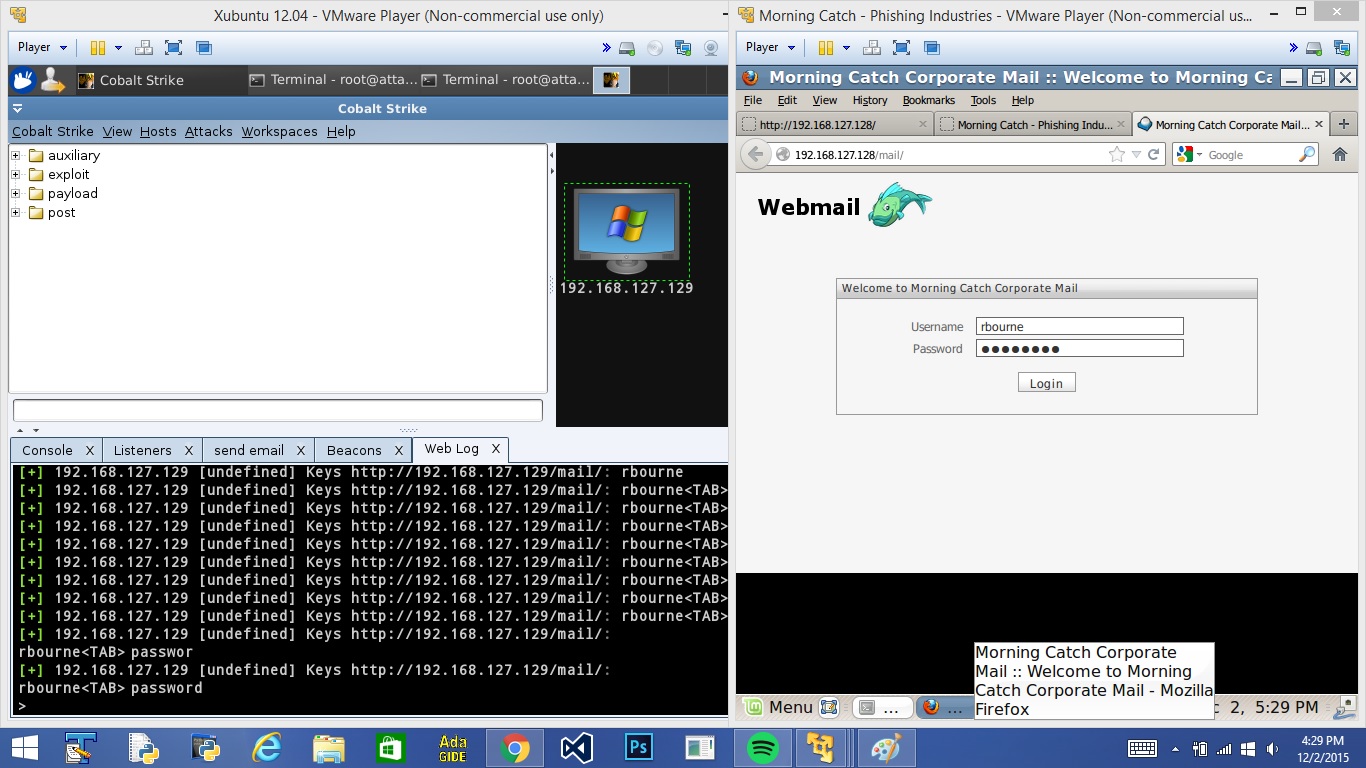 Xubuntu 12.04 - VMware Player (Non-commercial use only)
Player
Cobalt Strike
Terminal - root@atta...
Terminal - root@atta...
Cobalt Strike
Cobalt Strike View Hosts Attacks Workspaces Help
auxiliary
exploit
payload
post
192.168.127.129
Console X
Listeners X
send email X
Beacons X
Web Log X
[+] 192.168.127.129 [undefined] Keys http://192.168.127.129/mail/: rbourne
[+] 192.168.127.129 [undefined] Keys http://192.168.127.129/mail/: rbourne<TAB>
[+] 192.168.127.129 [undefined] Keys http://192.168.127.129/mail/: rbourne<TAB>
[+] 192.168.127.129 [undefined] Keys http://192.168.127.129/mail/: rbourne<TAB>
[+] 192.168.127.129 [undefined] Keys http://192.168.127.129/mail/: rbourne<TAB>
[+] 192.168.127.129 [undefined] Keys http://192.168.127.129/mail/: rbourne<TAB>
[+] 192.168.127.129 [undefined] Keys http://192.168.127.129/mail/: rbourne<TAB>
[+] 192.168.127.129 [undefined] Keys http://192.168.127.129/mail/: rbourne<TAB>
[+] 192.168.127.129 [undefined] Keys http://192.168.127.129/mail/: rbourne<TAB>
[+] 192.168.127.129 [undefined] Keys http://192.168.127.129/mail/:
rbourne<TAB> passwor
[+] 192.168.127.129 [undefined] Keys http://192.168.127.129/mail/:
rbourne<TAB> password
>
Morning Catch - Phishing Industries - VMware Player (Non-commercial us...
Player
Morning Catch Corporate Mail :: Welcome to Morning Ca
File Edit View History Bookmarks Tools Help
http://192.168.127.128/
Morning Catch - Phishing Indu...
Morning Catch Corporate Mail...
192.168.127.128/mail/
Google
Webmail
Welcome to Morning Catch Corporate Mail
Username rbourne
Password ●●●●●●●●
Login
Morning Catch Corporate
Mail :: Welcome to Morning
Catch Corporate Mail - Mozilla
Firefox
Menu
...
...
c 2, 5:29 PM
Ada
GIDE
Ps
4:29 PM
12/2/2015